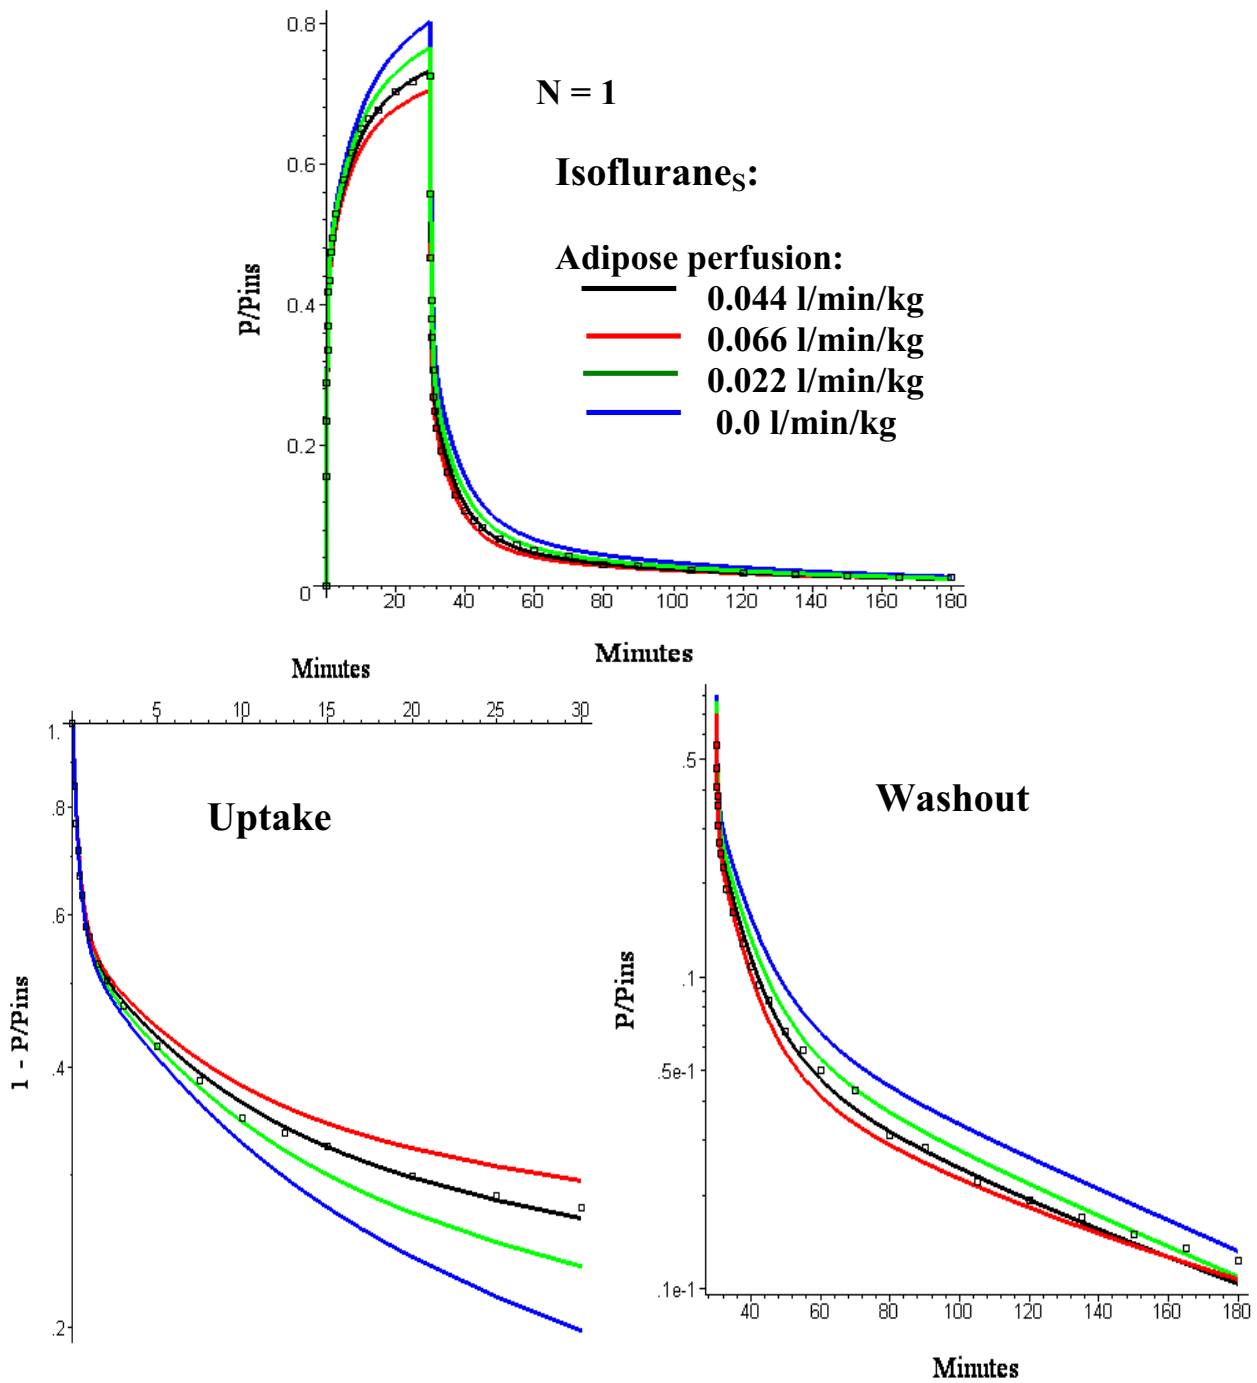 0.8
N = 1
0.6
Isofluranes:
Adipose perfusion:
0.044 l/min/kg
P/Pins
0.4
0.066 l/min/kg
0.022 l/min/kg
0.0 l/min/kg
0.2
0
20 40 60 80 100 120 140 160 180
Minutes
Minutes
5 10 15 20 25 30
1.
.8
Uptake
.6
1 - P/Pins
.4
.2
.5
Washout
.1
P/Pins
.5e-1
.1e-1
40 60 80 100 120 140 160 180
Minutes